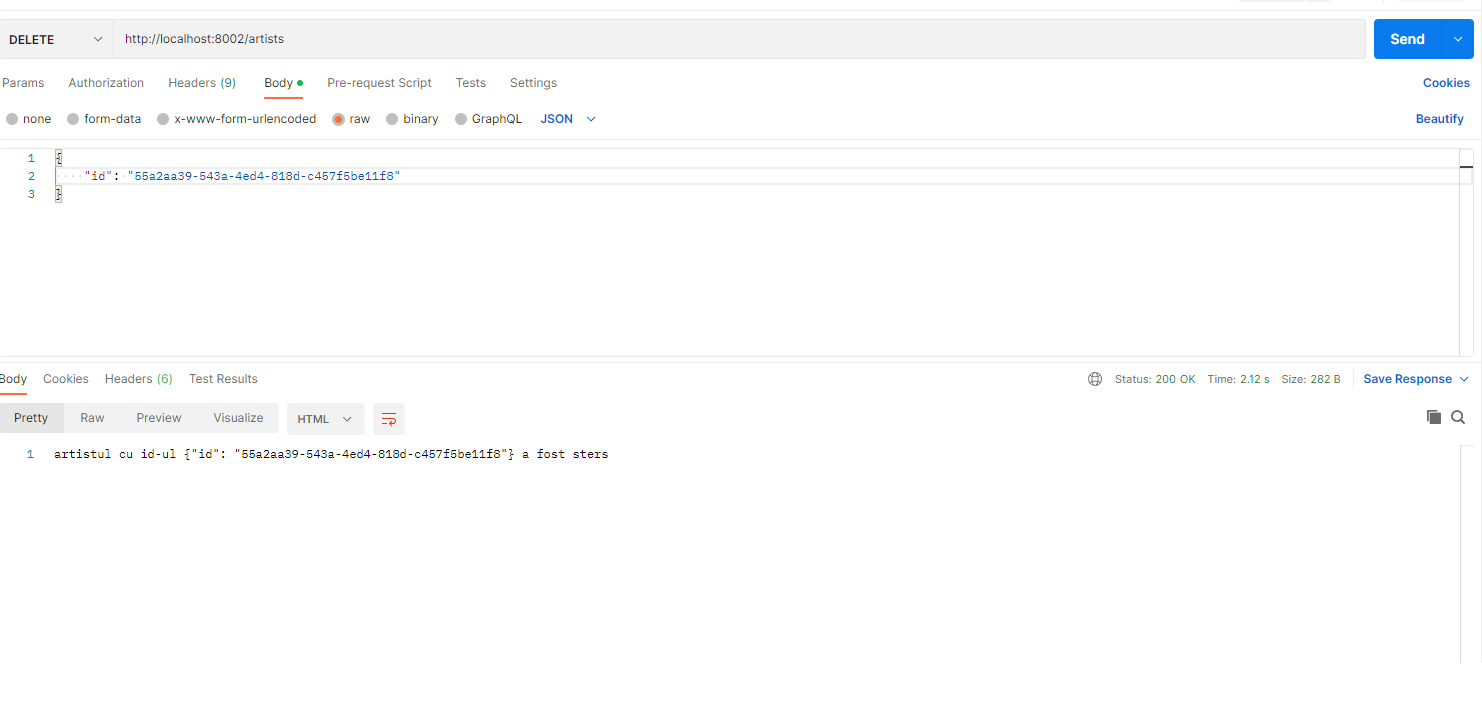 DELETE http://localhost:8002/artists Send
Params Authorization Headers (9) Body Pre-request Script Tests Settings Cookies
none form-data x-www-form-urlencoded raw binary GraphQL JSON Beautify
1 {
2 "id": "55a2aa39-543a-4ed4-818d-c457f5be11f8"
3 }
Body Cookies Headers (6) Test Results Status: 200 OK Time: 2.12 s Size: 282 B Save Response
Pretty Raw Preview Visualize HTML
1 artistul cu id-ul {"id": "55a2aa39-543a-4ed4-818d-c457f5be11f8"} a fost sters